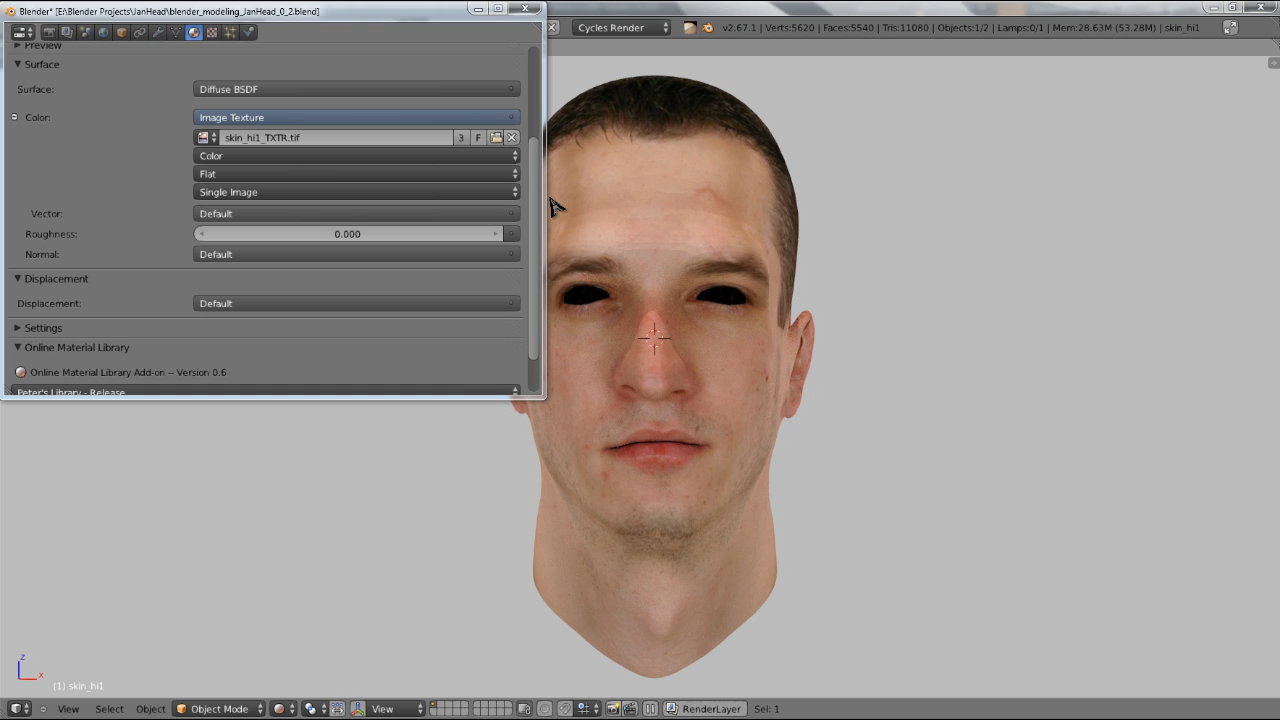 Blender* [E:\Blender Projects\JanHead\blender_modeling_JanHead_0_2.blend]
Cycles Render
v2.67.1 | Verts:5620 | Faces:5540 | Tris:11080 | Objects:1/2 | Lamps:0/1 | Mem:28.63M (53.28M) | skin_hi1
Preview
Surface
Surface: Diffuse BSDF
Color: Image Texture
skin_hi1_TXTR.tif 3 F
Color
Flat
Single Image
Vector: Default
Roughness: 0.000
Normal: Default
Displacement
Displacement: Default
Settings
Online Material Library
Online Material Library Add-on -- Version 0.6
Peter's Library - Release
z
x
(1) skin_hi1
View Select Object Object Mode View RenderLayer Sel: 1